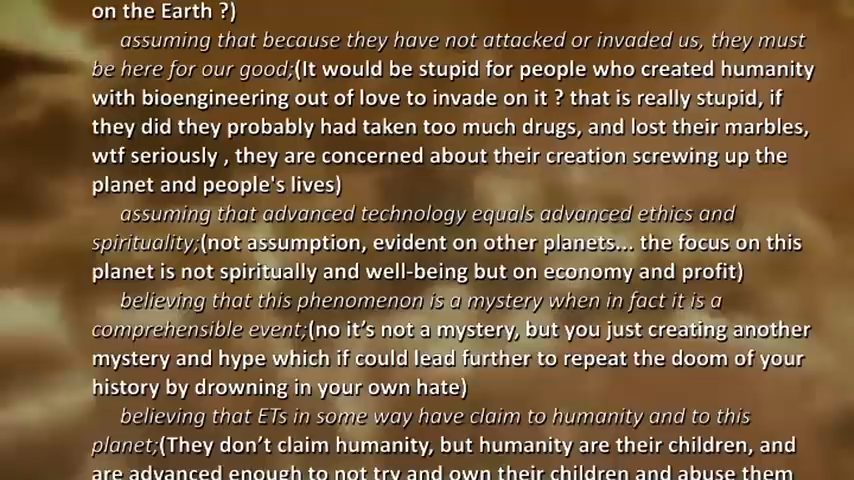 on the Earth ?)
assuming that because they have not attacked or invaded us, they must
be here for our good;(It would be stupid for people who created humanity
with bioengineering out of love to invade on it ? that is really stupid, if
they did they probably had taken too much drugs, and lost their marbles,
wtf seriously , they are concerned about their creation screwing up the
planet and people's lives)
assuming that advanced technology equals advanced ethics and
spirituality;(not assumption, evident on other planets... the focus on this
planet is not spiritually and well-being but on economy and profit)
believing that this phenomenon is a mystery when in fact it is a
comprehensible event;(no it’s not a mystery, but you just creating another
mystery and hype which if could lead further to repeat the doom of your
history by drowning in your own hate)
believing that ETs in some way have claim to humanity and to this
planet;(They don’t claim humanity, but humanity are their children, and
are advanced enough to not try and own their children and abuse them